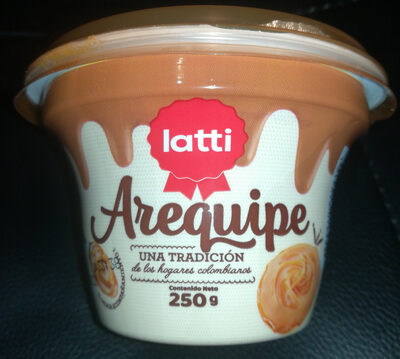 latti
Arequipe
UNA TRADICIÓN
de los hogares colombianos
Contenido Neto
250 g